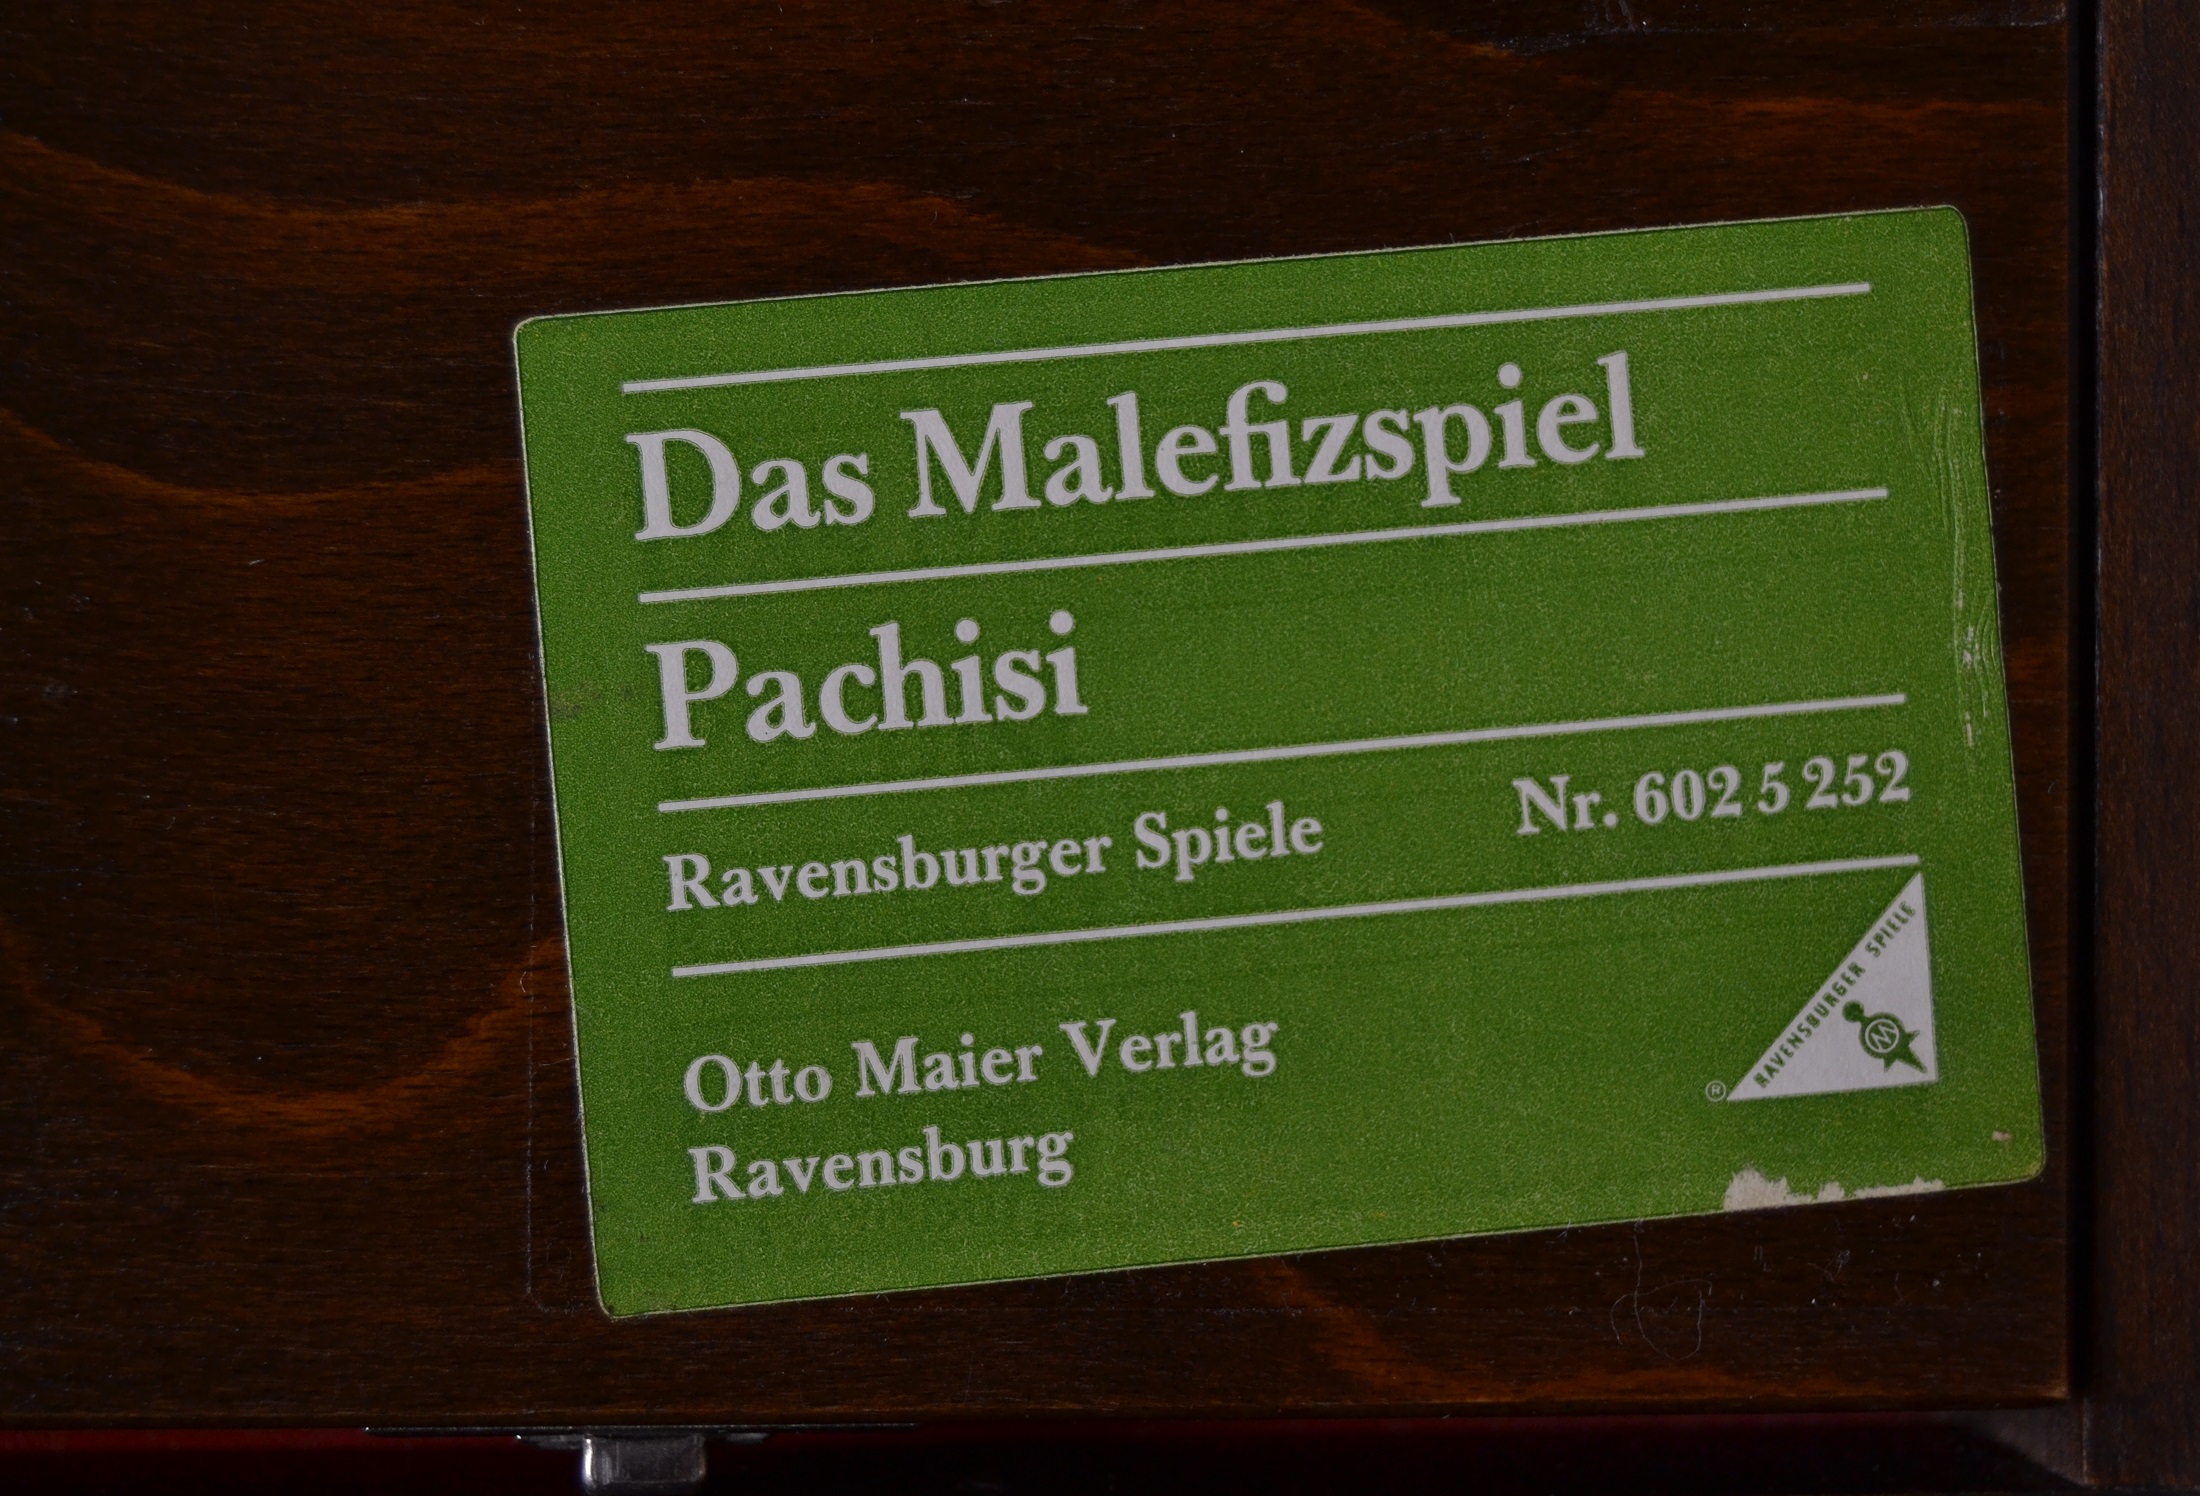 Das Malefizspiel
Pachisi
Ravensburger Spiele
Nr. 602 5 252
RAVENSBURGER SPIELE
®
Otto Maier Verlag
Ravensburg